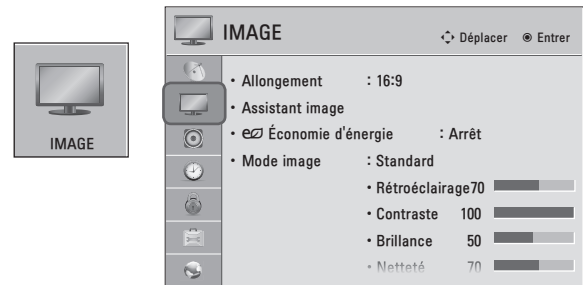 IMAGE
IMAGE
Déplacer
Entrer
• Allongement : 16:9
• Assistant image
• Économie d'énergie : Arrêt
• Mode image : Standard
• Rétroéclairage 70
• Contraste 100
• Brillance 50
• Netteté 70